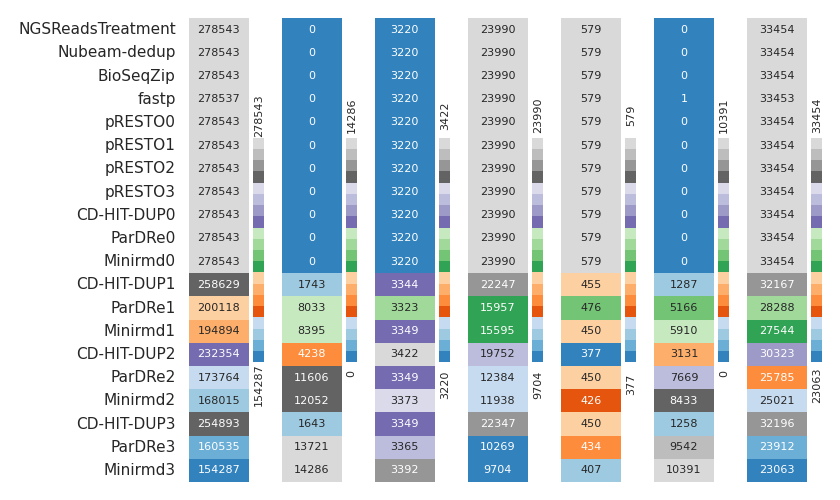 NGSReadsTreatment 278543 0 3220 23990 579 0 33454
Nubeam-dedup 278543 0 3220 23990 579 0 33454
BioSeqZip 278543 0 3220 23990 579 0 33454
fastp 278537 0 3220 23990 579 1 33453
pRESTO0 278543 0 3220 23990 579 0 33454
278543 14286 3422 23990 579 10391 33454
pRESTO1 278543 0 3220 23990 579 0 33454
pRESTO2 278543 0 3220 23990 579 0 33454
pRESTO3 278543 0 3220 23990 579 0 33454
CD-HIT-DUP0 278543 0 3220 23990 579 0 33454
ParDRe0 278543 0 3220 23990 579 0 33454
Minirmd0 278543 0 3220 23990 579 0 33454
CD-HIT-DUP1 258629 1743 3344 22247 455 1287 32167
ParDRe1 200118 8033 3323 15957 476 5166 28288
Minirmd1 194894 8395 3349 15595 450 5910 27544
CD-HIT-DUP2 232354 4238 3422 19752 377 3131 30323
ParDRe2 173764 11606 3349 12384 450 7669 25785
154287 0 3220 9704 377 0 23063
Minirmd2 168015 12052 3373 11938 426 8433 25021
CD-HIT-DUP3 254893 1643 3349 22347 450 1258 32196
ParDRe3 160535 13721 3365 10269 434 9542 23912
Minirmd3 154287 14286 3392 9704 407 10391 23063